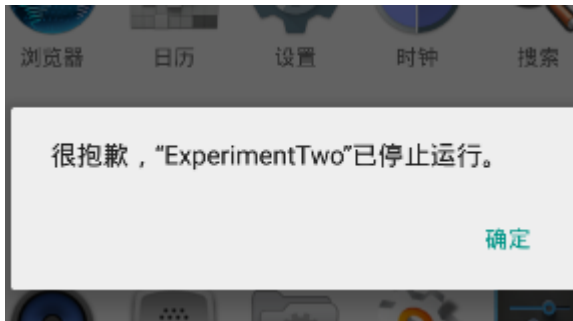 浏览器 日历 设置 时钟 搜索
很抱歉，“ExperimentTwo”已停止运行。
确定